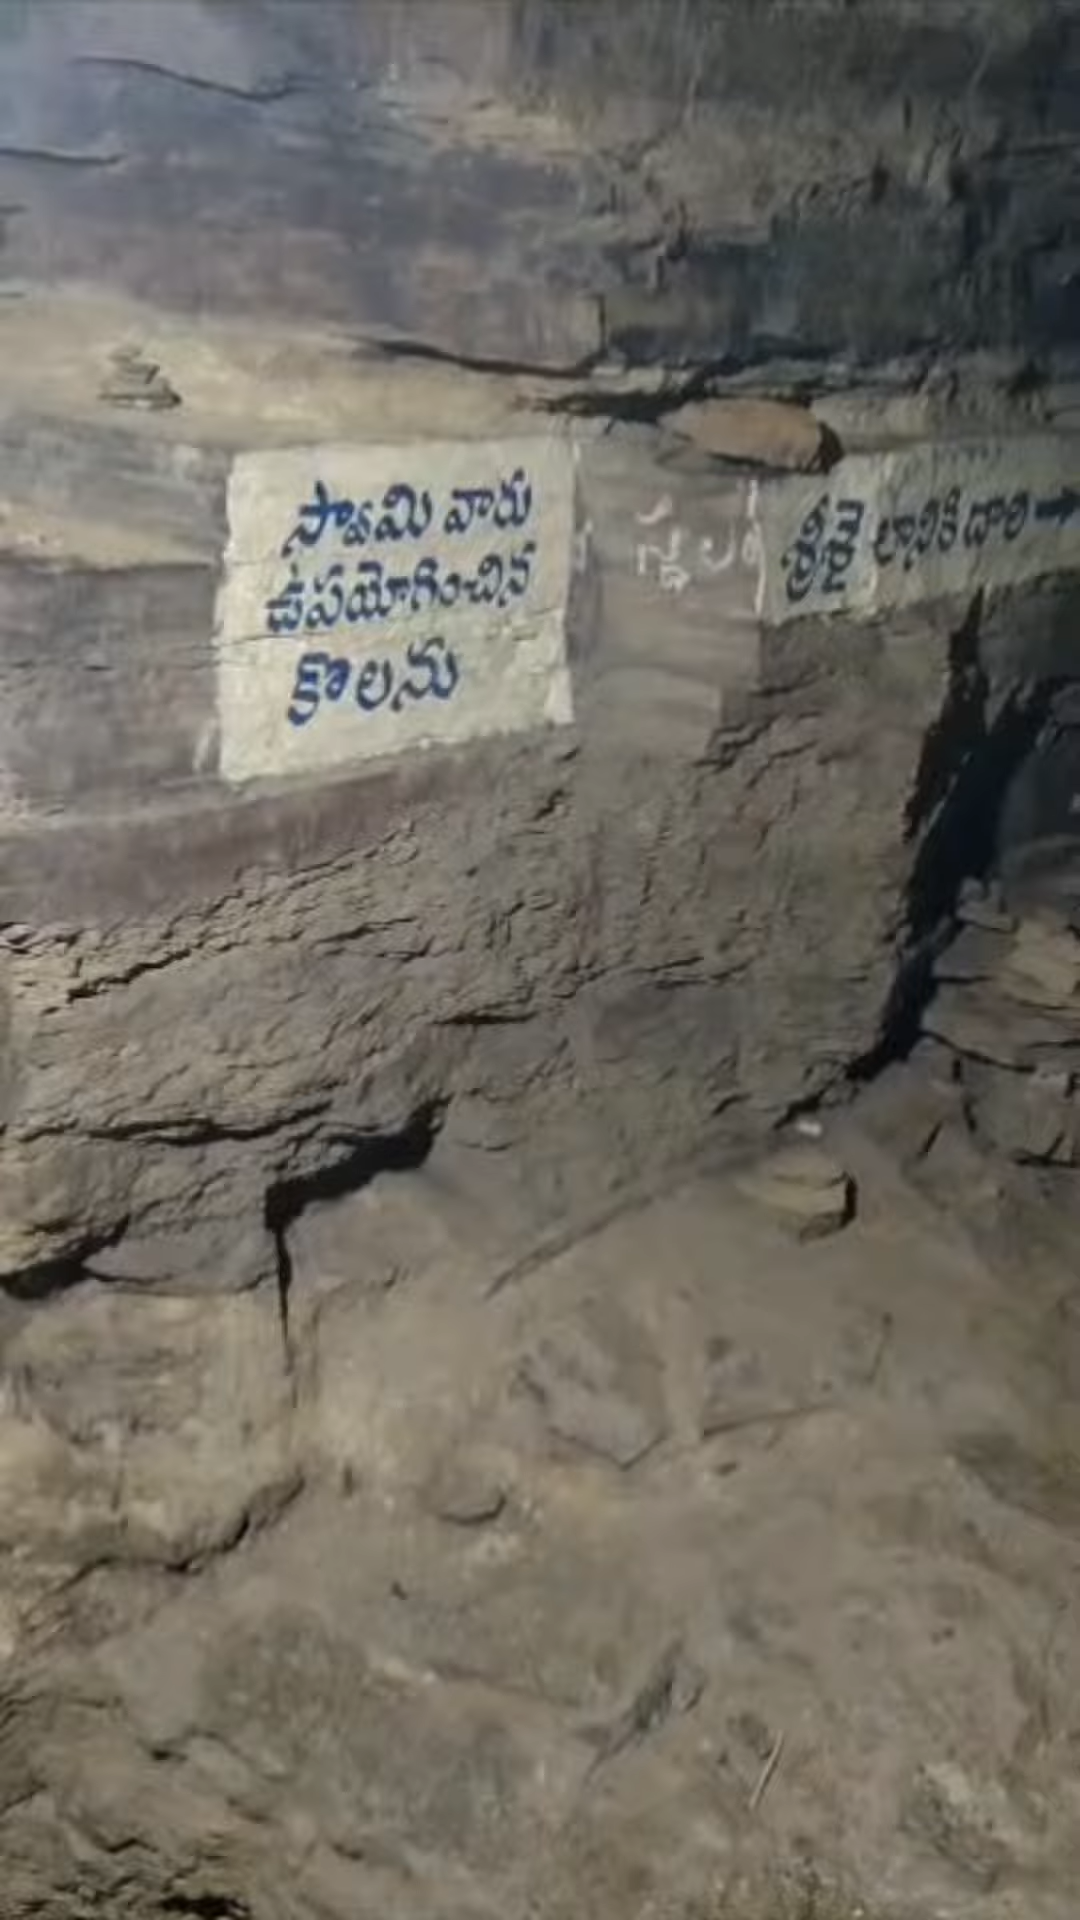 స్వామి వారు
ఉపయోగించిన
కొలను
శ్రీశై లానికి దారి →